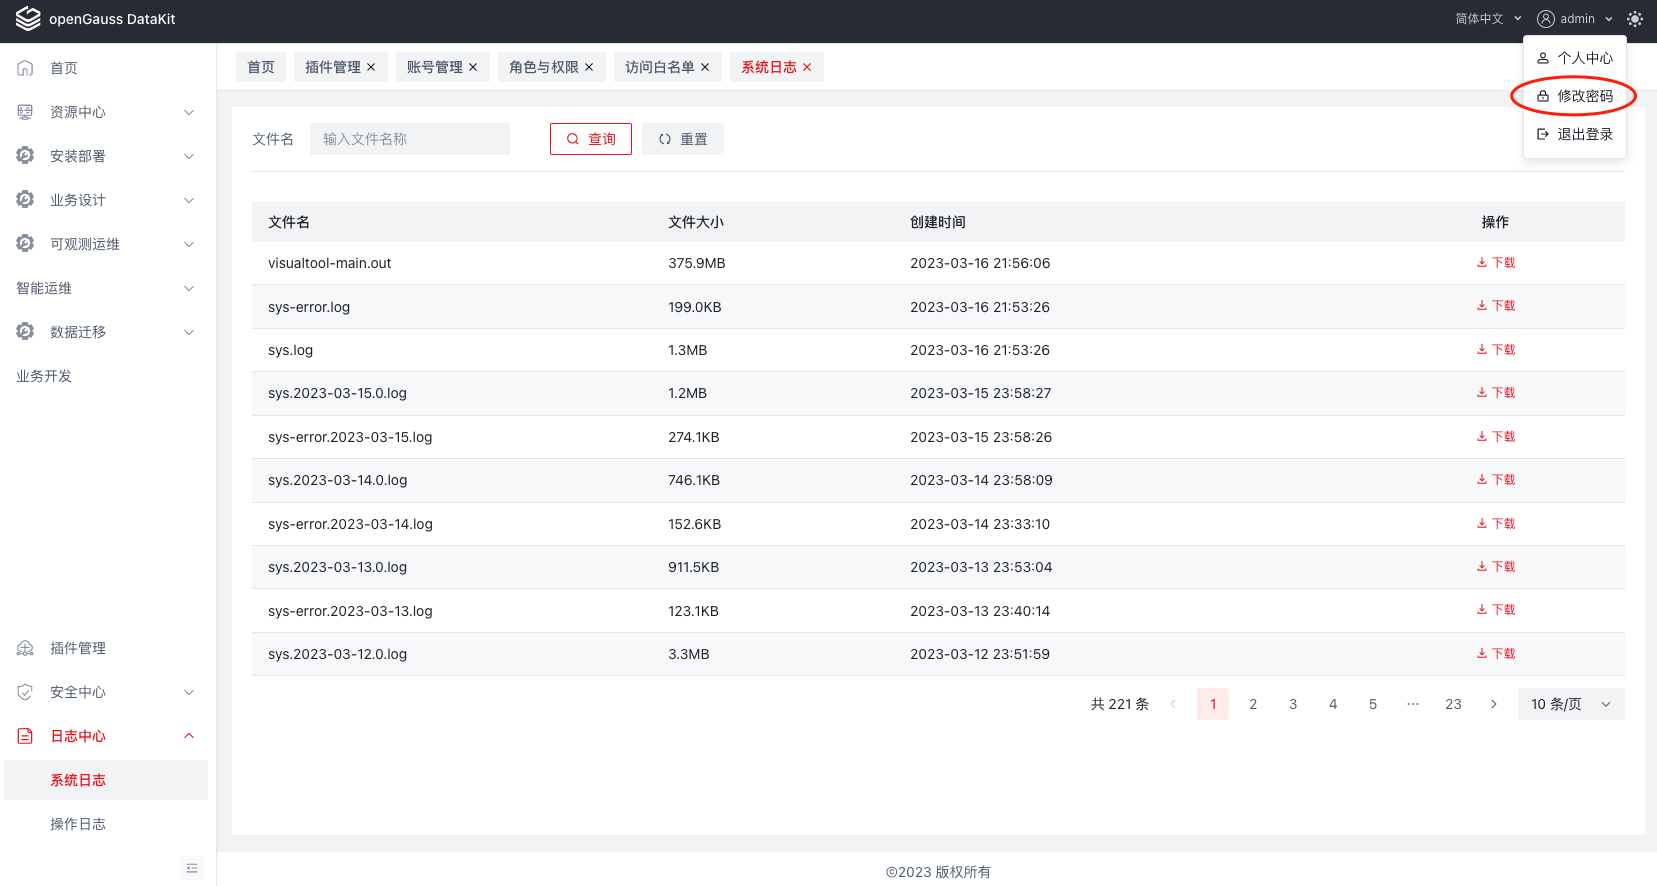 openGauss DataKit
简体中文
admin
个人中心
修改密码
退出登录
首页
资源中心
安装部署
业务设计
可观测运维
智能运维
数据迁移
业务开发
插件管理
安全中心
日志中心
系统日志
操作日志
首页 插件管理 账号管理 角色与权限 访问白名单 系统日志
文件名 输入文件名称 查询 重置
文件名 文件大小 创建时间 操作
visualtool-main.out 375.9MB 2023-03-16 21:56:06 下载
sys-error.log 199.0KB 2023-03-16 21:53:26 下载
sys.log 1.3MB 2023-03-16 21:53:26 下载
sys.2023-03-15.0.log 1.2MB 2023-03-15 23:58:27 下载
sys-error.2023-03-15.log 274.1KB 2023-03-15 23:58:26 下载
sys.2023-03-14.0.log 746.1KB 2023-03-14 23:58:09 下载
sys-error.2023-03-14.log 152.6KB 2023-03-14 23:33:10 下载
sys.2023-03-13.0.log 911.5KB 2023-03-13 23:53:04 下载
sys-error.2023-03-13.log 123.1KB 2023-03-13 23:40:14 下载
sys.2023-03-12.0.log 3.3MB 2023-03-12 23:51:59 下载
共 221 条 1 2 3 4 5 ··· 23 10 条/页
©2023 版权所有